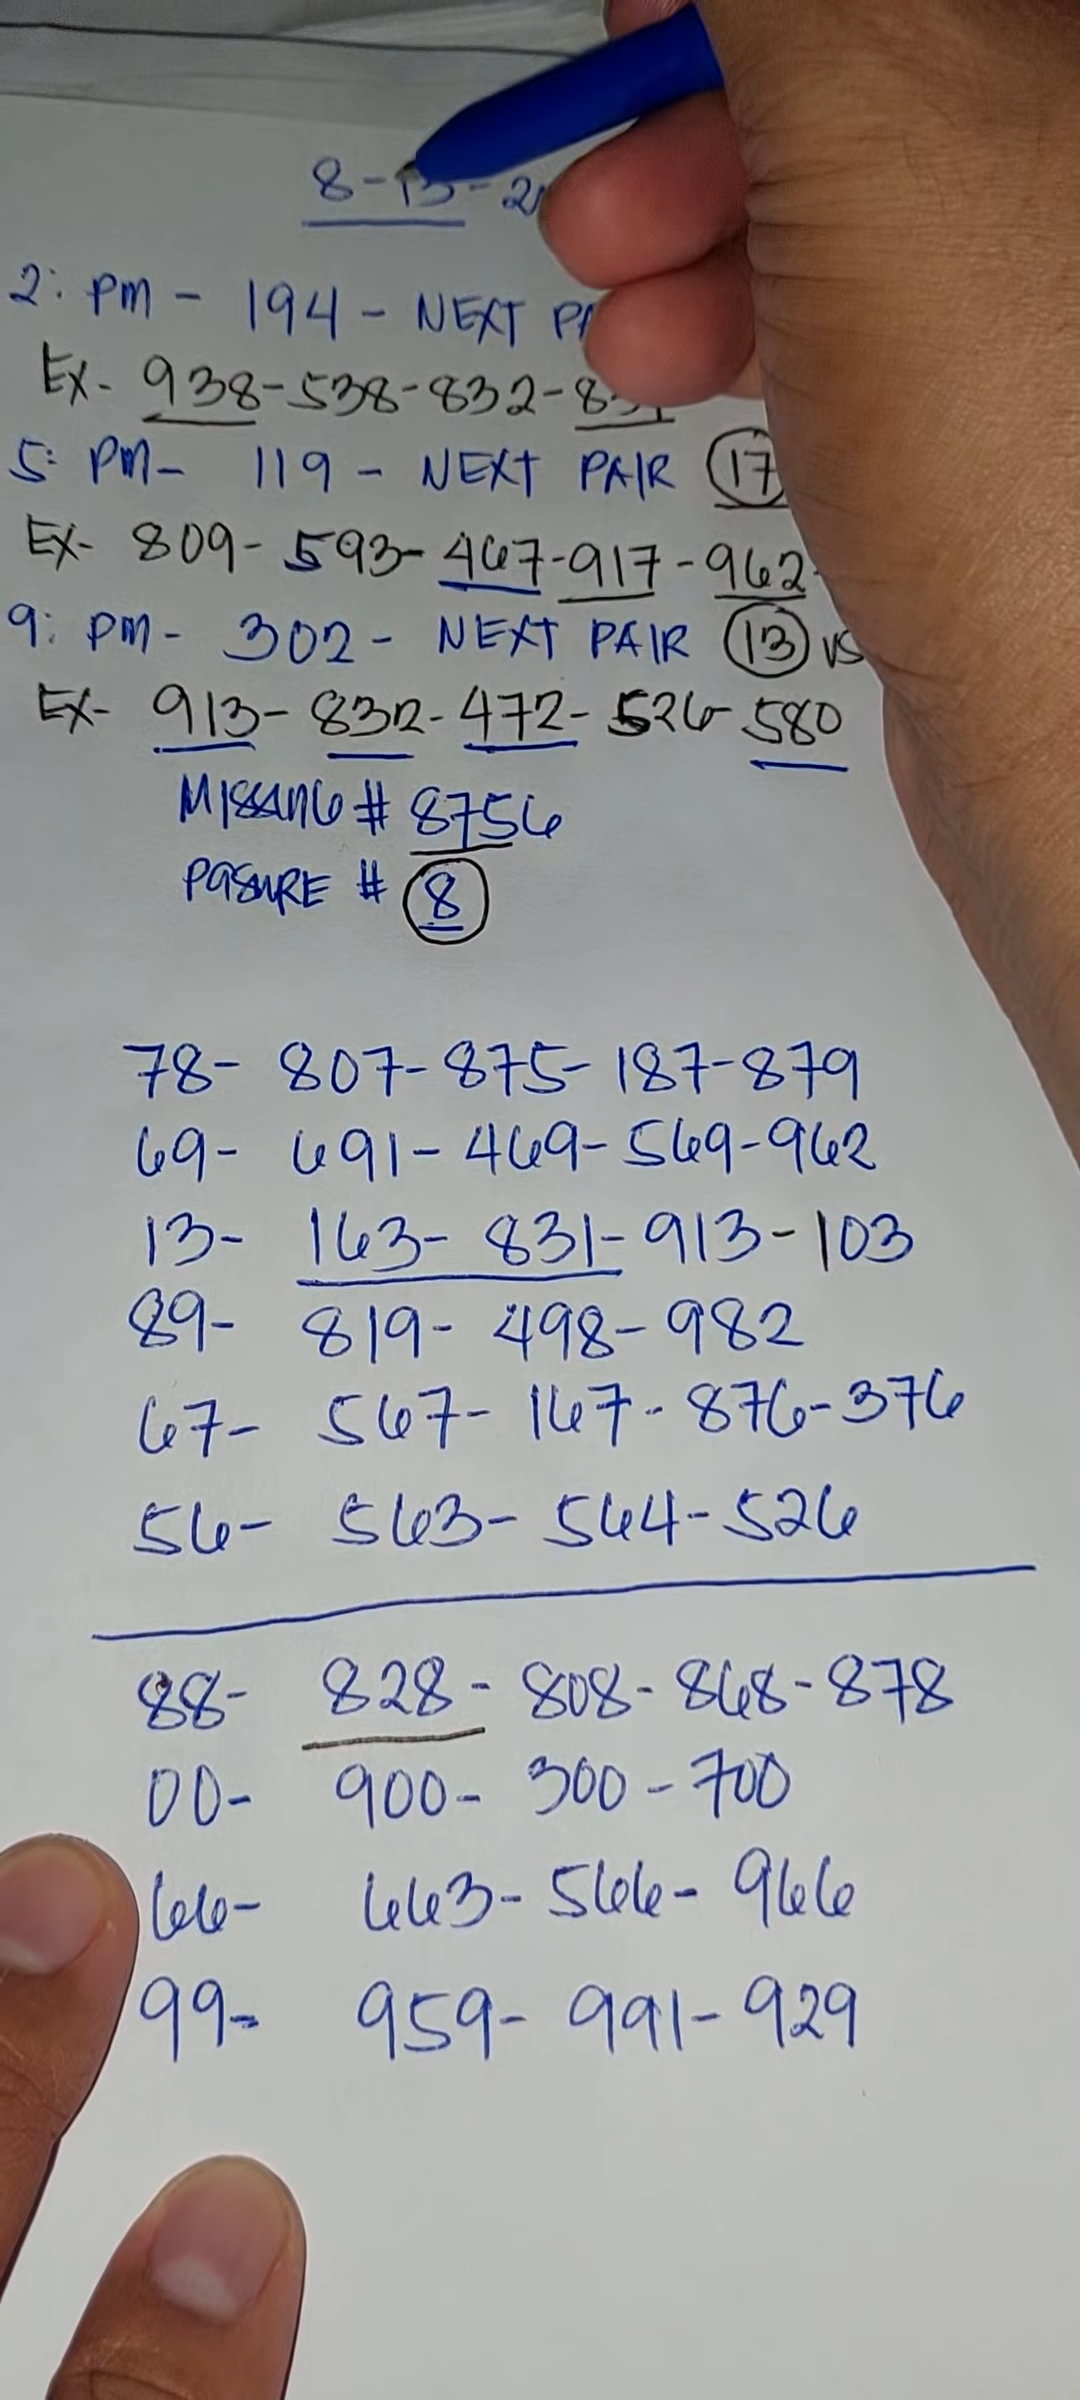 8-13-2
2: PM - 194 - NEXT PA
EX- 938-538-832-831
5: PM- 119 - NEXT PAIR 17
EX- 809- 593- 467-917-962-
9: PM- 302- NEXT PAIR 13 VS
EX- 913- 832-472- 526-580
MISSING # 8756
PASURE # 8
78- 807-875-187-879
69- 691-469-569-962
13- 163- 831-913-103
89- 819- 498-982
67- 567- 167-876-376
56- 563- 564-526
88- 828-808-868-878
00- 900- 300-700
66- 663-566- 966
99- 959-991-929